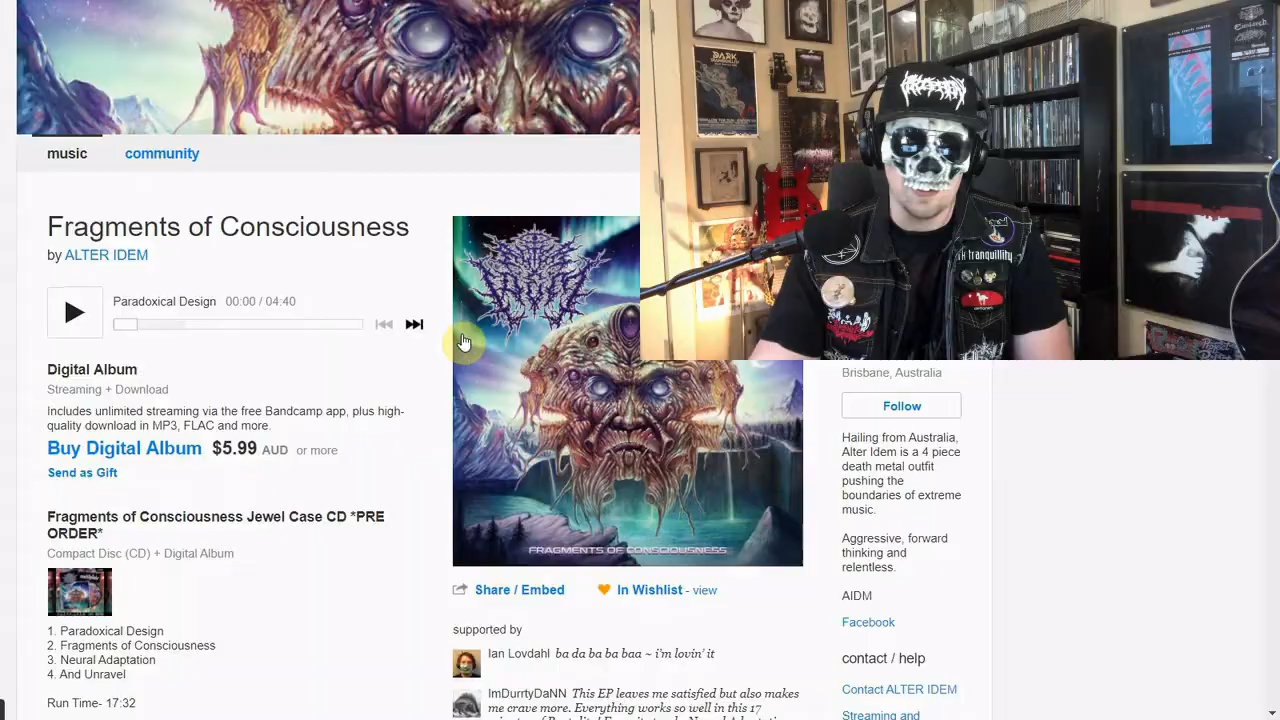 music
community
Fragments of Consciousness
by ALTER IDEM
Paradoxical Design 00:00 / 04:40
Digital Album
Streaming + Download
Includes unlimited streaming via the free Bandcamp app, plus high-
quality download in MP3, FLAC and more.
Buy Digital Album $5.99 AUD or more
Send as Gift
Fragments of Consciousness Jewel Case CD *PRE
ORDER*
Compact Disc (CD) + Digital Album
1. Paradoxical Design
2. Fragments of Consciousness
3. Neural Adaptation
4. And Unravel
Run Time- 17:32
FRAGMENTS OF CONSCIOUSNESS
Share / Embed
In Wishlist - view
supported by
Ian Lovdahl ba da ba ba baa ~ i'm lovin' it
ImDurrtyDaNN This EP leaves me satisfied but also makes
me crave more. Everything works so well in this 17
DARK
k tranquillity
Brisbane, Australia
Follow
Hailing from Australia,
Alter Idem is a 4 piece
death metal outfit
pushing the
boundaries of extreme
music.
Aggressive, forward
thinking and
relentless.
AIDM
Facebook
contact / help
Contact ALTER IDEM
Streaming and